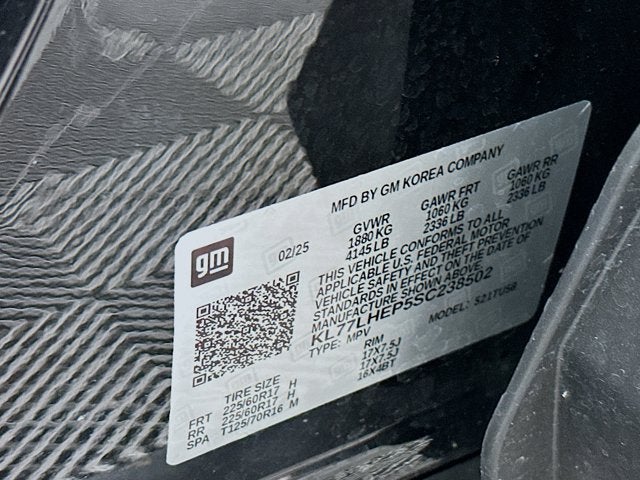 MFD BY GM KOREA COMPANY
gm
02/25
GVWR GAWR FRT GAWR RR
1880 KG 1060 KG 1060 KG
4145 LB 2336 LB 2336 LB
THIS VEHICLE CONFORMS TO ALL
APPLICABLE U.S. FEDERAL MOTOR
VEHICLE SAFETY AND THEFT PREVENTION
STANDARDS IN EFFECT ON THE DATE OF
MANUFACTURE SHOWN ABOVE.
KL77LHEP5SC238502
TYPE: MPV MODEL: S21TUSB
TIRE SIZE RIM
FRT 225/60R17 H 17X7.5J
RR 225/60R17 H 17X7.5J
SPA T125/70R16 M 16X4BT